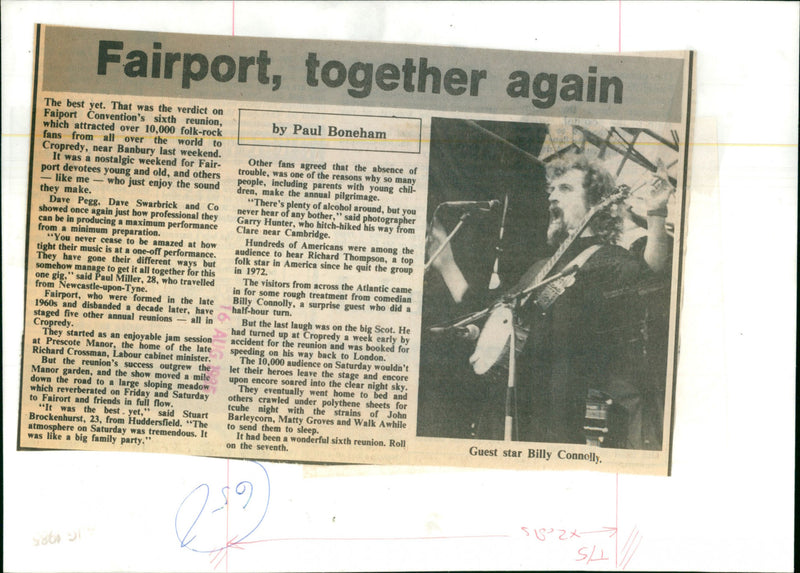 Fairport, together again
The best yet. That was the verdict on
Faiport Convention's sixth reunion,
which attracted over 10,000 folk-rock
fans from all over the world to
Cropredy, near Banbury last weekend.
It was a nostalgic weekend for Fair-
port devotees young and old, and others
— like me — who just enjoy the sound
they make.
Dave Pegg, Dave Swarbrick and Co
showed once again just how professional they
can be in producing a maximum performance
from a minimum preparation.
"You never cease to be amazed at how
tight their music is at a one-off performance.
They have gone their different ways but
somehow manage to get it all together for this
one gig," said Paul Miller, 28, who travelled
from Newcastle-upon-Tyne.
Fairport, who were formed in the late
1960s and disbanded a decade later, have
staged five other annual reunions — all in
Cropredy.
They started as an enjoyable jam session
at Prescote Manor, the home of the late
Richard Crossman, Labour cabinet minister.
But the reunion's success outgrew the
Manor garden, and the show moved a mile
down the road to a large sloping meadow
which reverberated on Friday and Saturday
to Fairort and friends in full flow.
"It was the best yet," said Stuart
Brockenhurst, 23, from Huddersfield. "The
atmosphere on Saturday was tremendous. It
was like a big family party."
by Paul Boneham
Other fans agreed that the absence of
trouble, was one of the reasons why so many
people, including parents with young chil-
dren, make the annual pilgrimage.
"There's plenty of alcohol around, but you
never hear of any bother," said photographer
Garry Hunter, who hitch-hiked his way from
Clare near Cambridge.
Hundreds of Americans were among the
audience to hear Richard Thompson, a top
folk star in America since he quit the group
in 1972.
The visitors from across the Atlantic came
in for some rough treatment from comedian
Billy Connolly, a surprise guest who did a
half-hour turn.
But the last laugh was on the big Scot. He
had turned up at Cropredy a week early by
accident for the reunion and was booked for
speeding on his way back to London.
The 10,000 audience on Saturday wouldn't
let their heroes leave the stage and encore
upon encore soared into the clear night sky.
They eventually went home to bed and
others crawled under polythene sheets for
tcuhe night with the strains of John
Barleycorn, Matty Groves and Walk Awhile
to send them to sleep.
It had been a wonderful sixth reunion. Roll
on the seventh.
Guest star Billy Connolly.
16 AUG 1985
T/S